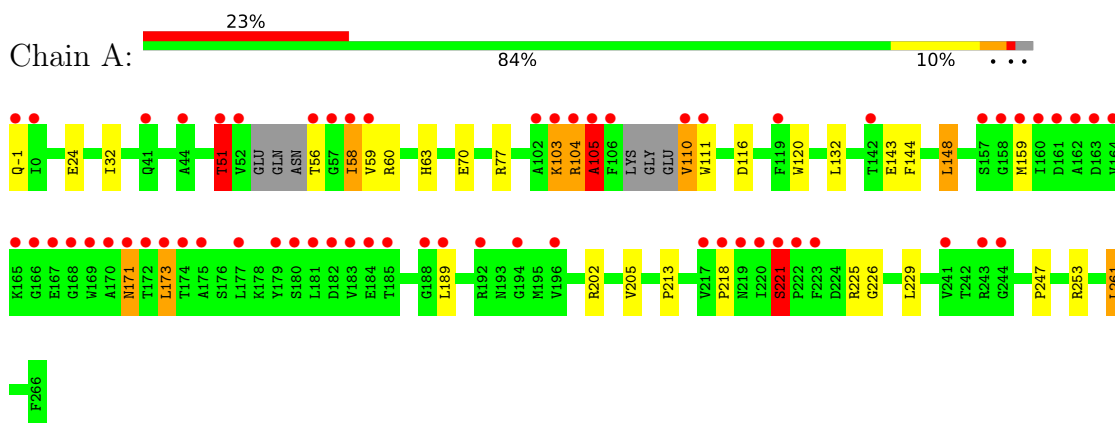 23%
Chain A:
84% 10% • • •
Q-1 I0 E24 I32 Q41 A44 T51 V52 GLU GLN ASN T56 G57 I58 V59 R60 H63 E70 R77 A102 K103 R104 A105 F106 LYS GLY GLU V110 W111 D116 F119 W120 L132 T142 E143 F144 L148 S157 G158 M159 I160 D161 A162 D163 V164
K165 G166 E167 G168 W169 A170 N171 T172 L173 T174 A175 S176 L177 K178 Y179 S180 L181 D182 V183 E184 T185 G188 L189 R192 N193 G194 M195 V196 R202 V205 P213 V217 P218 N219 I220 S221 P222 F223 D224 R225 G226 L229 V241 T242 R243 G244 P247 R253 L261
F266